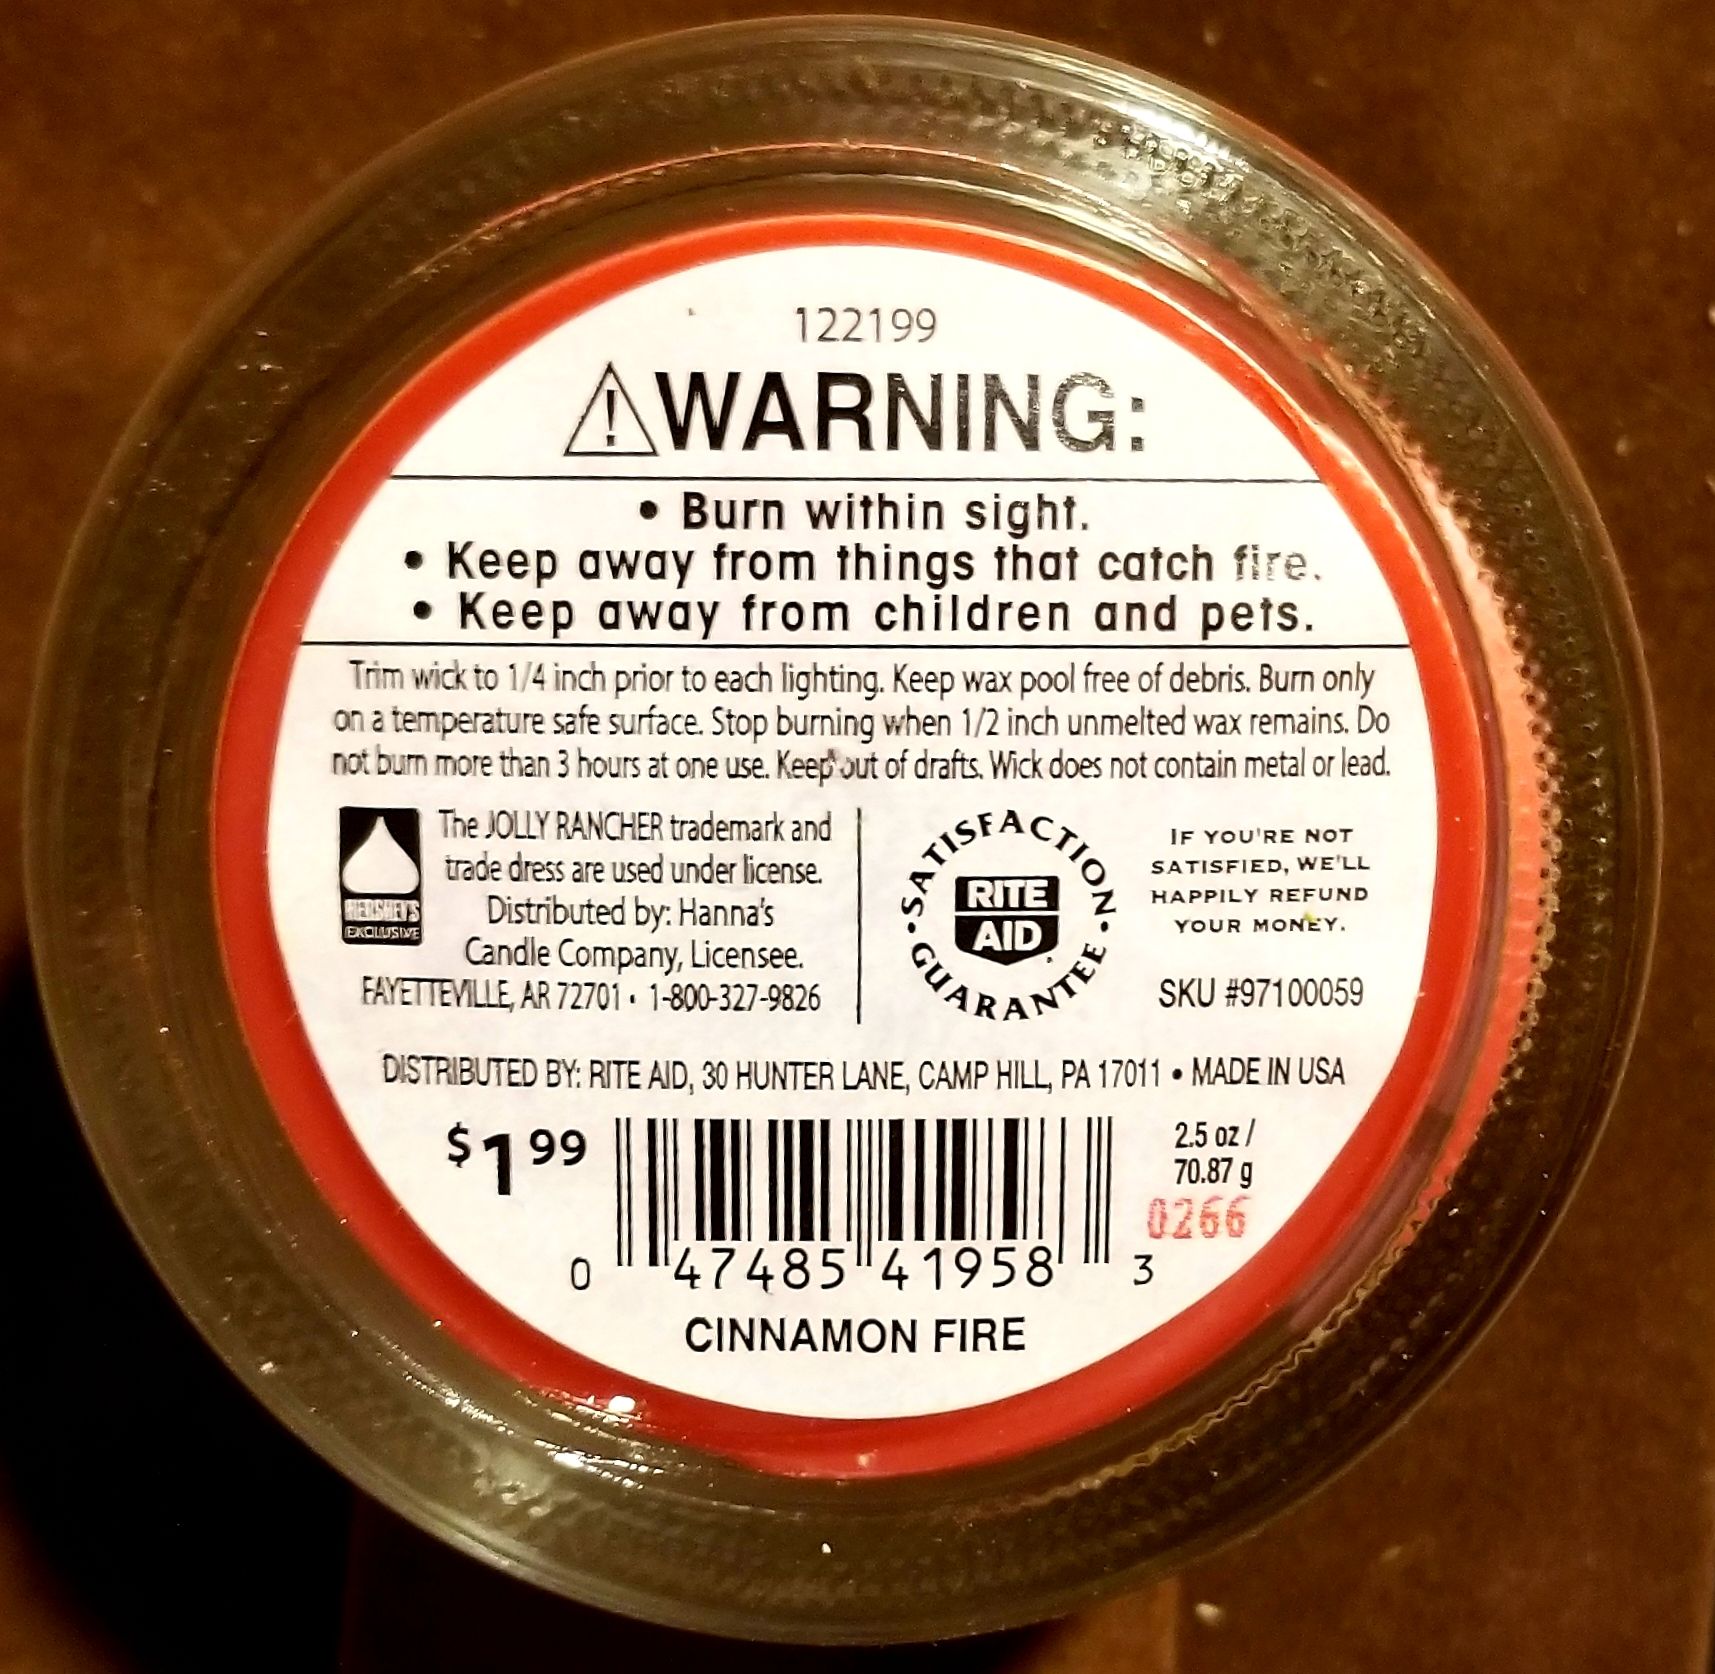 122199
WARNING:
• Burn within sight.
• Keep away from things that catch fire.
• Keep away from children and pets.
Trim wick to 1/4 inch prior to each lighting. Keep wax pool free of debris. Burn only
on a temperature safe surface. Stop burning when 1/2 inch unmelted wax remains. Do
not burn more than 3 hours at one use. Keep out of drafts. Wick does not contain metal or lead.
HERSHEY'S
EXCLUSIVE
The JOLLY RANCHER trademark and
trade dress are used under license.
Distributed by: Hanna's
Candle Company, Licensee.
FAYETTEVILLE, AR 72701 • 1-800-327-9826
• SATISFACTION •
GUARANTEE
RITE
AID
IF YOU'RE NOT
SATISFIED, WE'LL
HAPPILY REFUND
YOUR MONEY.
SKU #97100059
DISTRIBUTED BY: RITE AID, 30 HUNTER LANE, CAMP HILL, PA 17011 • MADE IN USA
$1 99
2.5 oz /
70.87 g
0266
0 47485 41958 3
CINNAMON FIRE